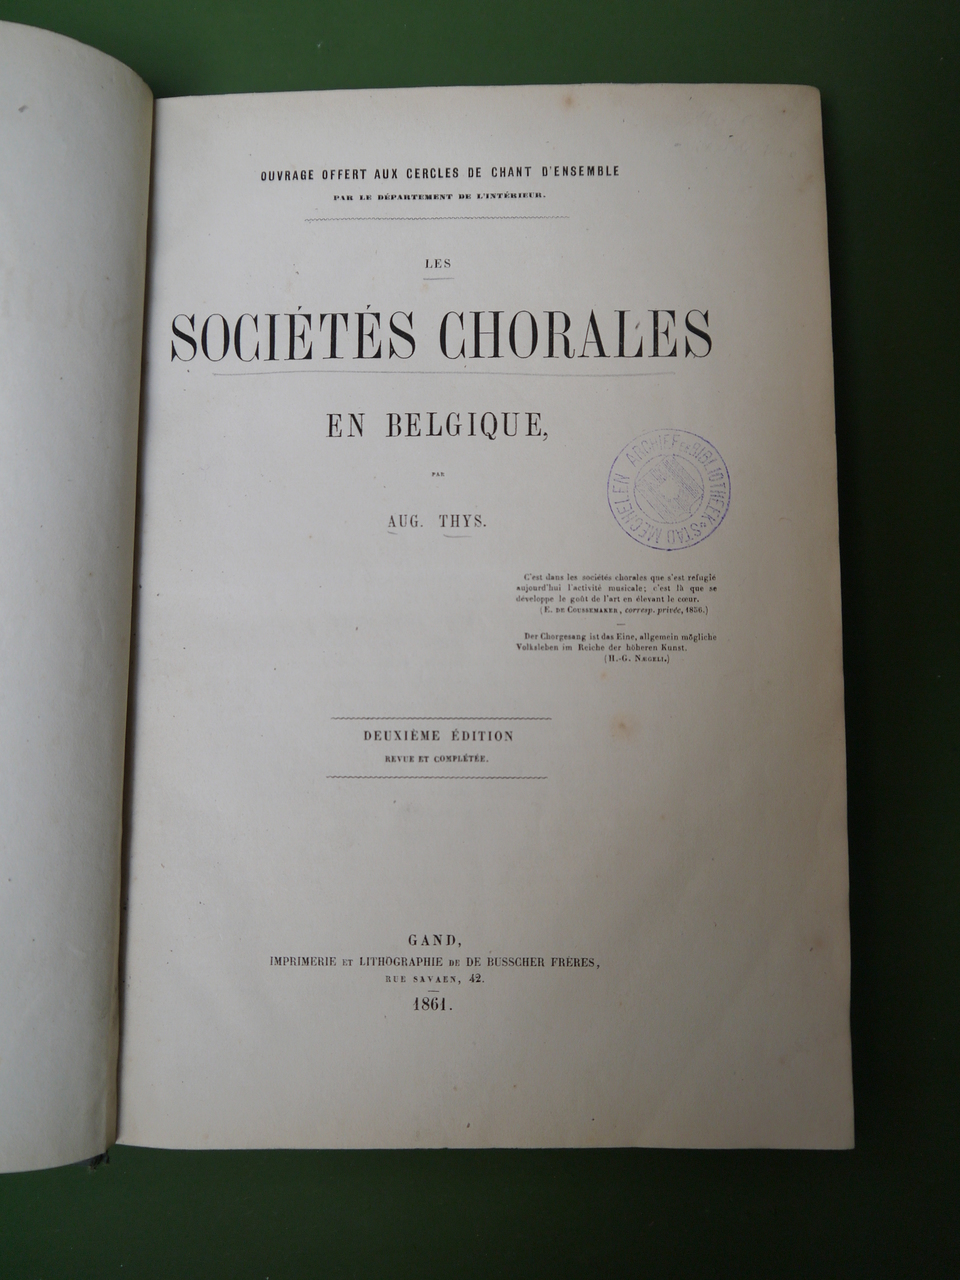 OUVRAGE OFFERT AUX CERCLES DE CHANT D'ENSEMBLE
PAR LE DÉPARTEMENT DE L'INTÉRIEUR.
LES
SOCIÉTÉS CHORALES
EN BELGIQUE,
PAR
AUG. THYS.
ARCHIEF & BIBLIOTHEEK * STAD MECHELEN
C'est dans les sociétés chorales que s'est refugié
aujourd'hui l'activité musicale; c'est là que se
développe le goût de l'art en élevant le cœur.
(E. DE COUSSEMAKER, corresp. privée, 1856.)
Der Chorgesang ist das Eine, allgemein mögliche
Volksleben im Reiche der höheren Kunst.
(H.-G. NÆGELI.)
DEUXIÈME ÉDITION
REVUE ET COMPLÉTÉE.
GAND,
IMPRIMERIE ET LITHOGRAPHIE DE DE BUSSCHER FRÈRES,
RUE SAVAEN, 42.
1861.